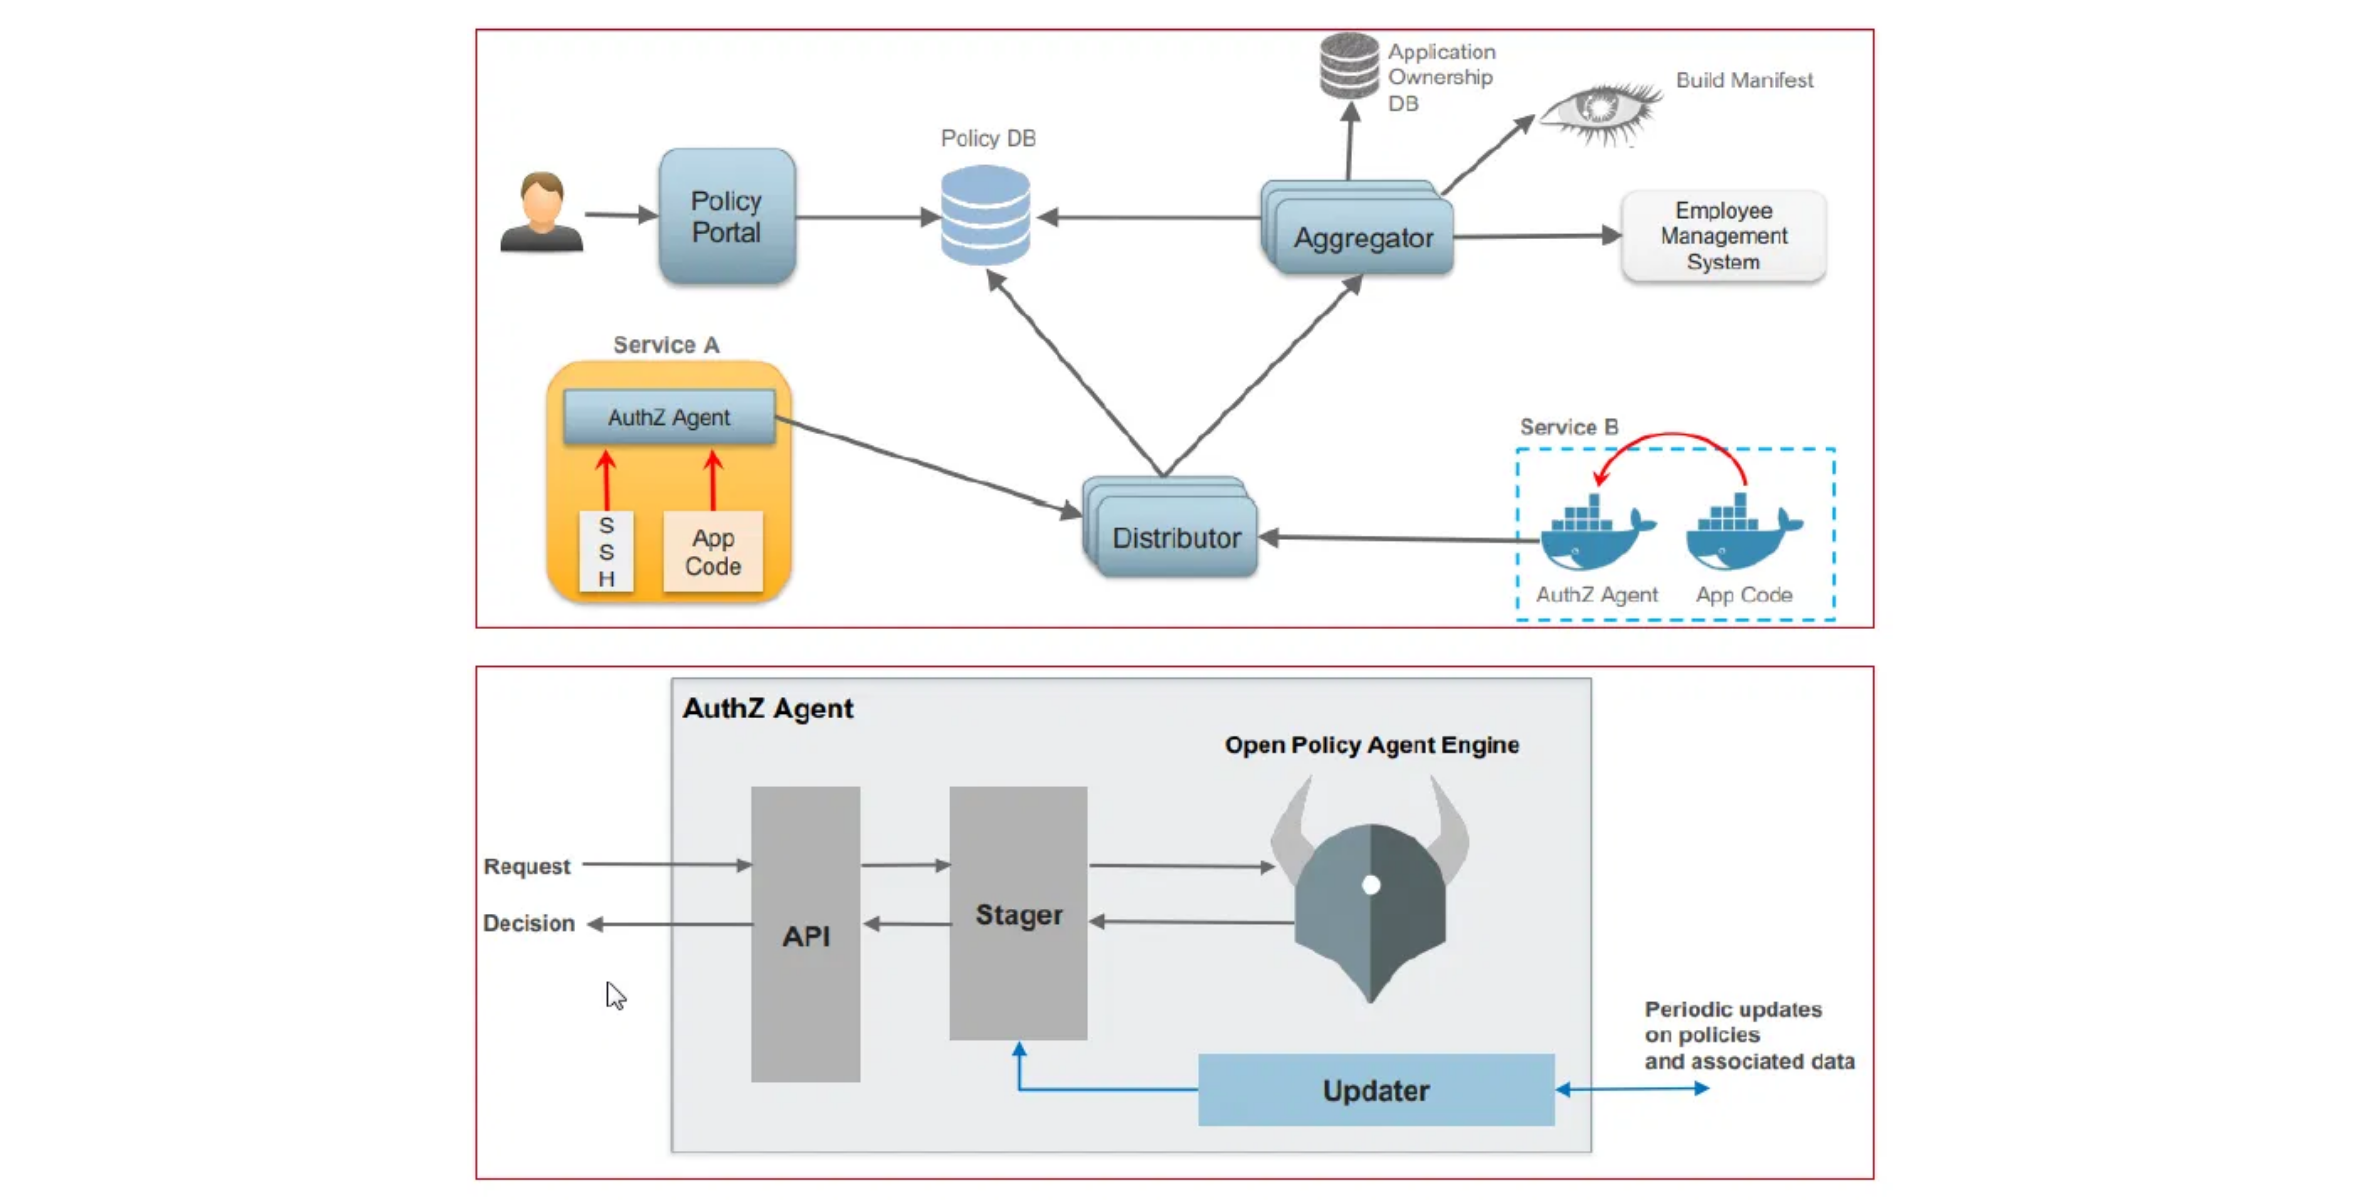 Application
Ownership
DB
Build Manifest
Policy DB
Policy
Portal
Aggregator
Employee
Management
System
Service A
AuthZ Agent
S
S
H
App
Code
Distributor
Service B
AuthZ Agent
App Code
AuthZ Agent
Open Policy Agent Engine
Request
Decision
API
Stager
Updater
Periodic updates
on policies
and associated data